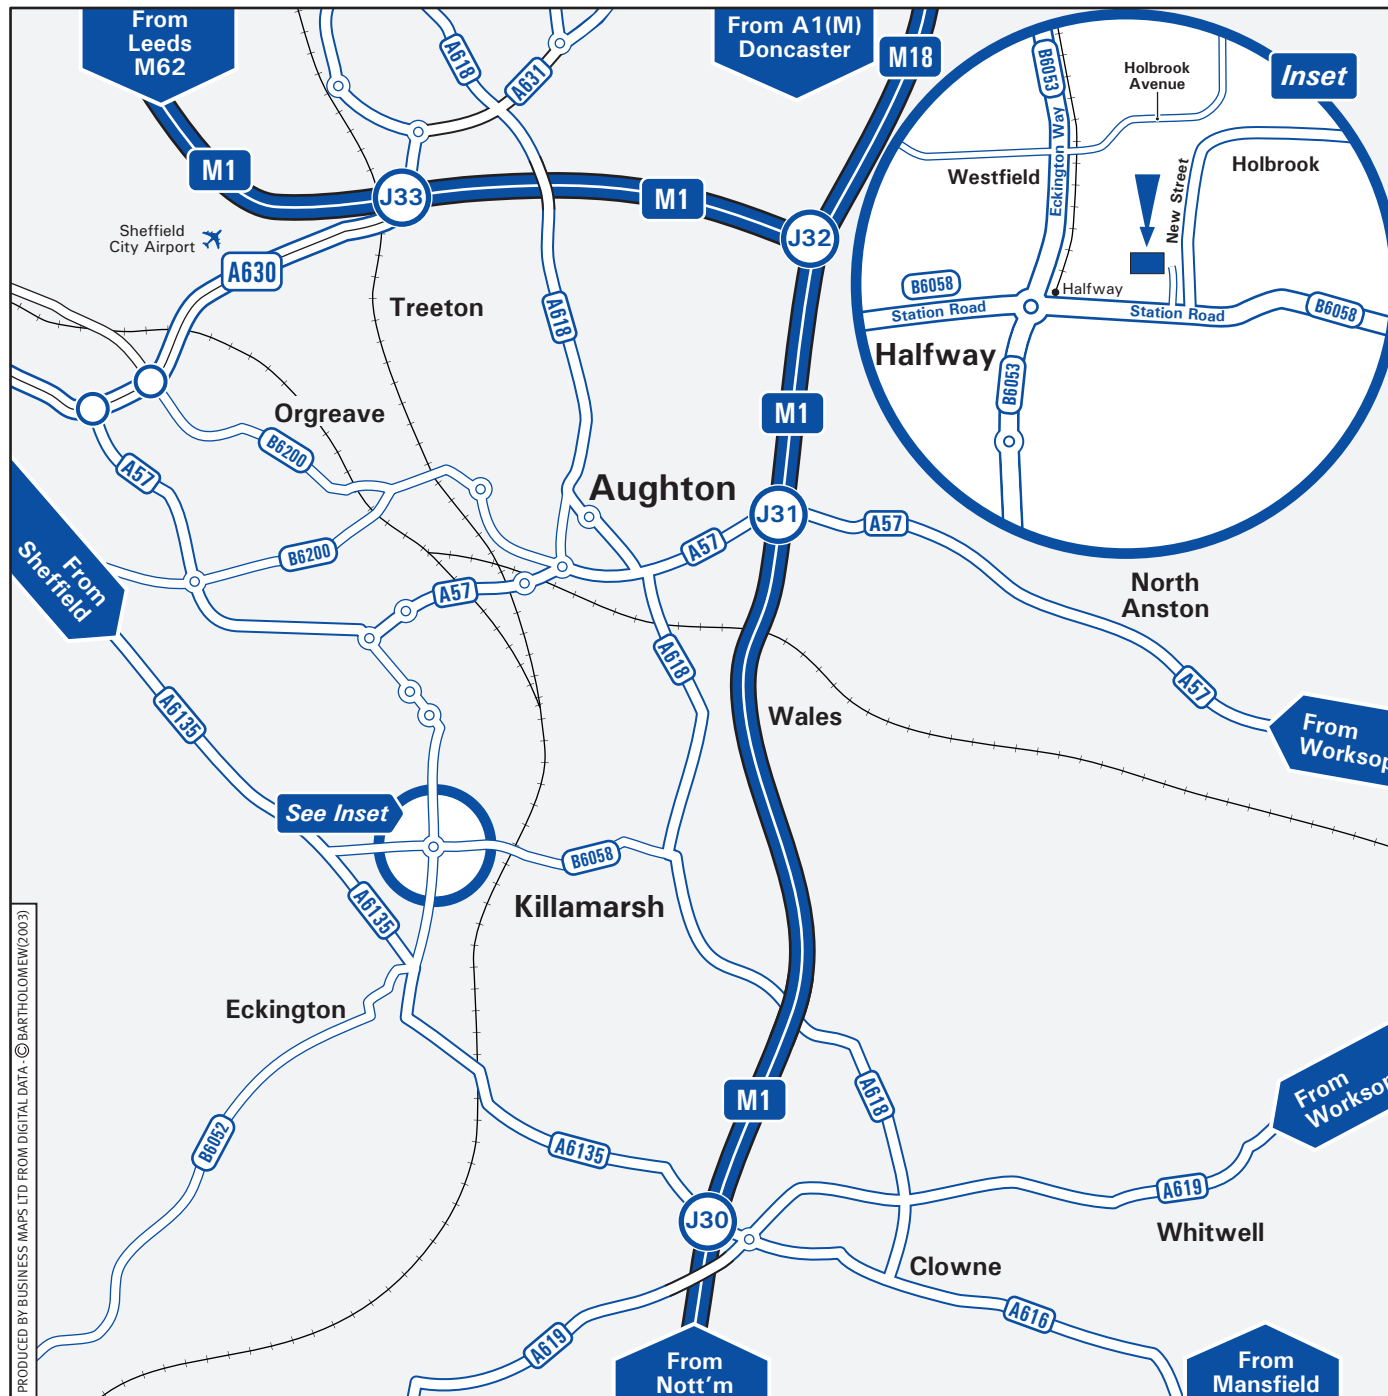 From
Leeds
M62
From A1(M)
Doncaster
M18
A618
A631
M1
J33
M1
J32
Sheffield
City Airport
A630
Treeton
A618
M1
Orgreave
B6200
A57
Aughton
J31
A57
A57
B6200
A57
From
Sheffield
North
Anston
A618
A57
Wales
From
Worksop
A6135
See Inset
B6058
A6135
Killamarsh
Eckington
B6052
M1
A618
From
Worksop
A6135
A619
J30
Whitwell
Clowne
A616
A619
From
Nott'm
From
Mansfield
Inset
B6053
Holbrook
Avenue
Eckington Way
Westfield
New Street
Holbrook
B6058
Halfway
Station Road
Station Road
B6058
Halfway
B6053
PRODUCED BY BUSINESS MAPS LTD FROM DIGITAL DATA - © BARTHOLOMEW(2003)